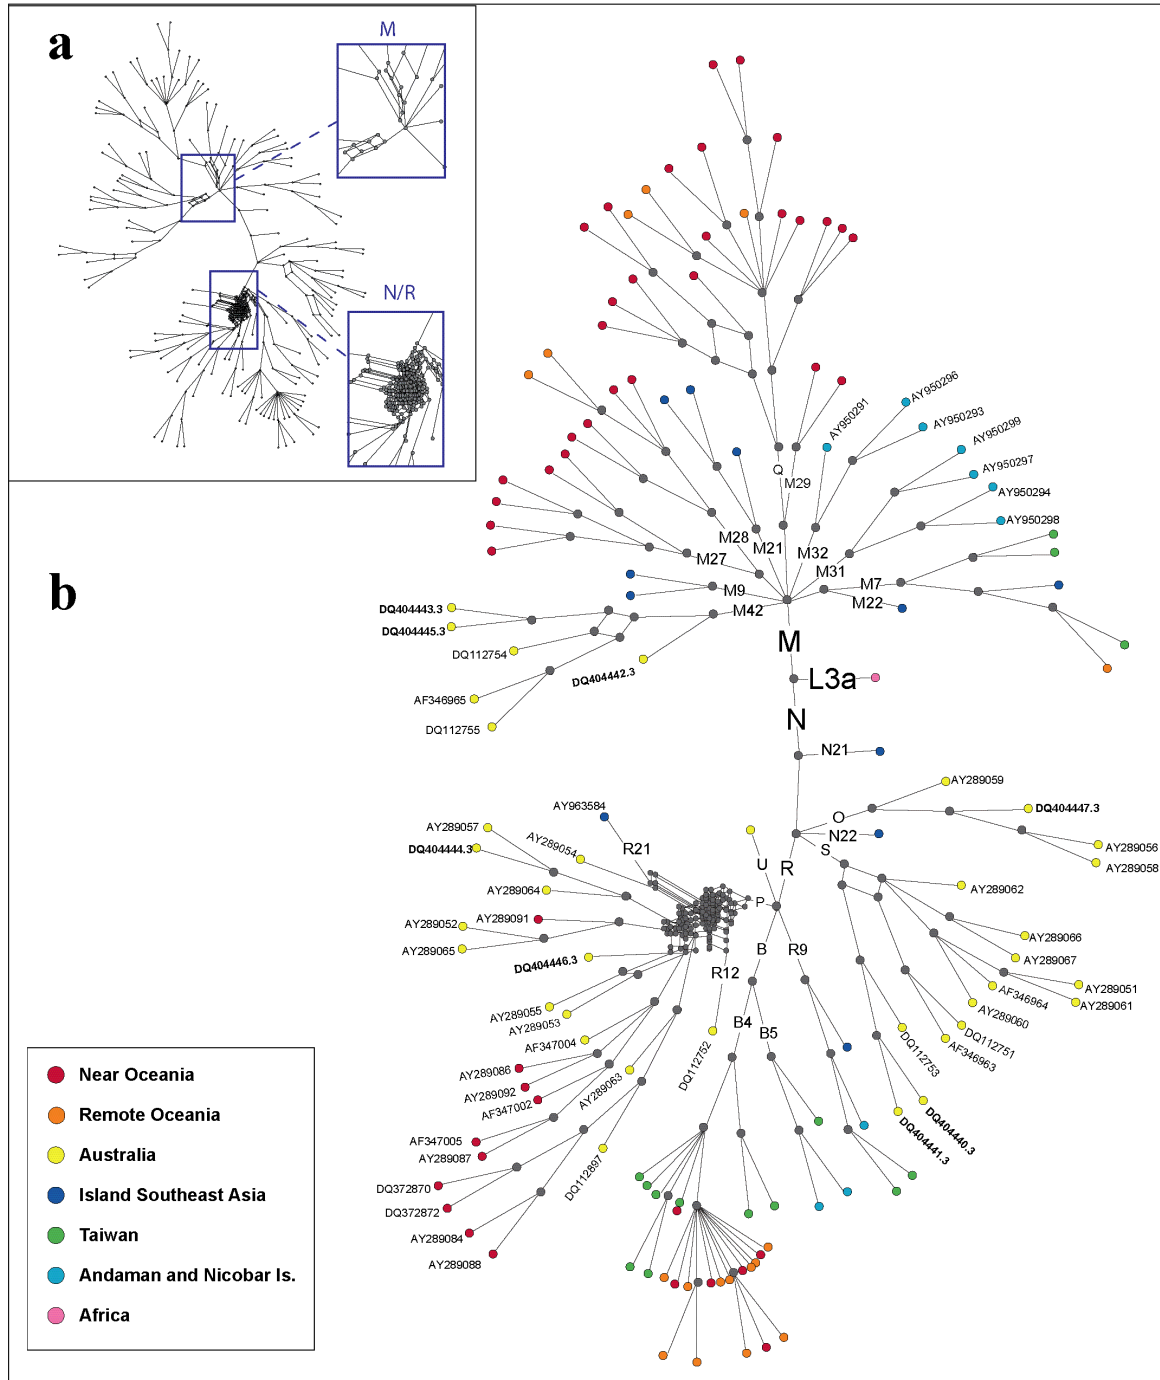 a
M
N/R
b
AY950296
AY950293
AY950291
AY950299
AY950297
AY950294
AY950298
Q
M29
M28
M21
M32
M27
M31
M9
M7
M42
M22
DQ404443.3
DQ404445.3
DQ112754
DQ404442.3
AF346965
DQ112755
M
L3a
N
N21
AY289059
AY963584
O
DQ404447.3
AY289057
N22
DQ404444.3
AY289054
R21
S
AY289056
AY289058
U
R
AY289064
AY289062
P
AY289052
AY289091
AY289066
AY289065
B
R9
AY289067
DQ404446.3
R12
AY289051
AF346964
AY289061
AY289055
AY289053
B4
B5
AY289060
DQ112751
AF347004
DQ112752
DQ112753
AF346963
AY289086
AY289063
AY289092
AF347002
DQ404440.3
DQ404441.3
AF347005
AY289087
DQ112897
DQ372870
DQ372872
AY289084
AY289088
Near Oceania
Remote Oceania
Australia
Island Southeast Asia
Taiwan
Andaman and Nicobar Is.
Africa